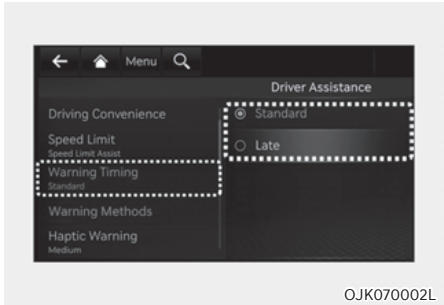 Menu
Driver Assistance
Driving Convenience
Speed Limit
Speed Limit Assist
Warning Timing
Standard
Warning Methods
Haptic Warning
Medium
Standard
Late
OJK070002L